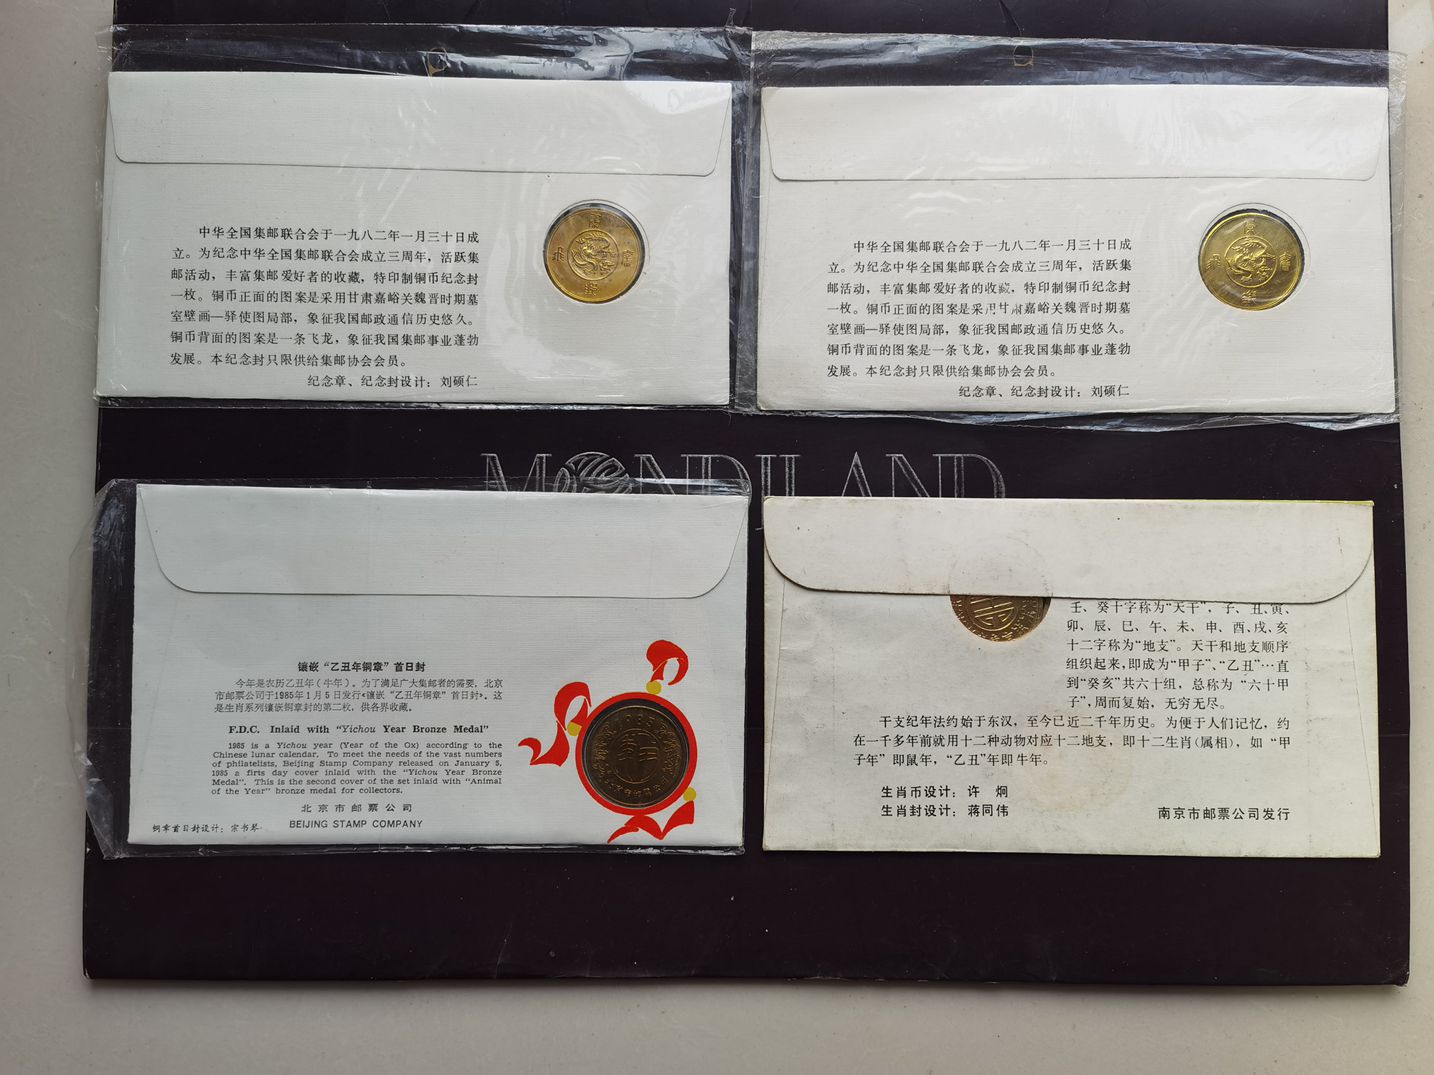 中华全国集邮联合会于一九八二年一月三十日成
立。为纪念中华全国集邮联合会成立三周年，活跃集
邮活动，丰富集邮爱好者的收藏，特印制铜币纪念封
一枚。铜币正面的图案是采用甘肃嘉峪关魏晋时期墓
室壁画—驿使图局部，象征我国邮政通信历史悠久。
铜币背面的图案是一条飞龙，象征我国集邮事业蓬勃
发展。本纪念封只限供给集邮协会会员。
纪念章、纪念封设计：刘硕仁
中华全国集邮联合会于一九八二年一月三十日成
立。为纪念中华全国集邮联合会成立三周年，活跃集
邮活动，丰富集邮爱好者的收藏，特印制铜币纪念封
一枚。铜币正面的图案是采用甘肃嘉峪关魏晋时期墓
室壁画—驿使图局部，象征我国邮政通信历史悠久。
铜币背面的图案是一条飞龙，象征我国集邮事业蓬勃
发展。本纪念封只限供给集邮协会会员。
纪念章、纪念封设计：刘硕仁
MONDILAND
镶嵌“乙丑年铜章”首日封
今年是农历乙丑年（牛年）。为了满足广大集邮者的需要，北京
市邮票公司于1985年1月5日发行«镶嵌“乙丑年铜章”首日封»。这
是生肖系列镶嵌铜章封的第二枚，供各界收藏。
F.D.C. Inlaid with “Yichou Year Bronze Medal”
1985 is a Yichou year (Year of the Ox) according to the
Chinese lunar calendar. To meet the needs of the vast numbers
of philatelists, Beijing Stamp Company released on January 5,
1985 a firts day cover inlaid with the “Yichou Year Bronze
Medal”. This is the second cover of the set inlaid with “Animal
of the Year” bronze medal for collectors.
北京市邮票公司
BEIJING STAMP COMPANY
铜章首日封设计：宋书琴
1985
壬、癸十字称为“天干”，子、丑、寅、
卯、辰、巳、午、未、申、酉、戌、亥
十二字称为“地支”。天干和地支顺序
组织起来，即成为“甲子”、“乙丑”…直
到“癸亥”共六十组，总称为“六十甲
子”，周而复始，无穷无尽。
干支纪年法约始于东汉，至今已近二千年历史。为便于人们记忆，约
在一千多年前就用十二种动物对应十二地支，即十二生肖（属相），如“甲
子年”即鼠年，“乙丑”年即牛年。
生肖币设计：许　炯
生肖封设计：蒋同伟
南京市邮票公司发行